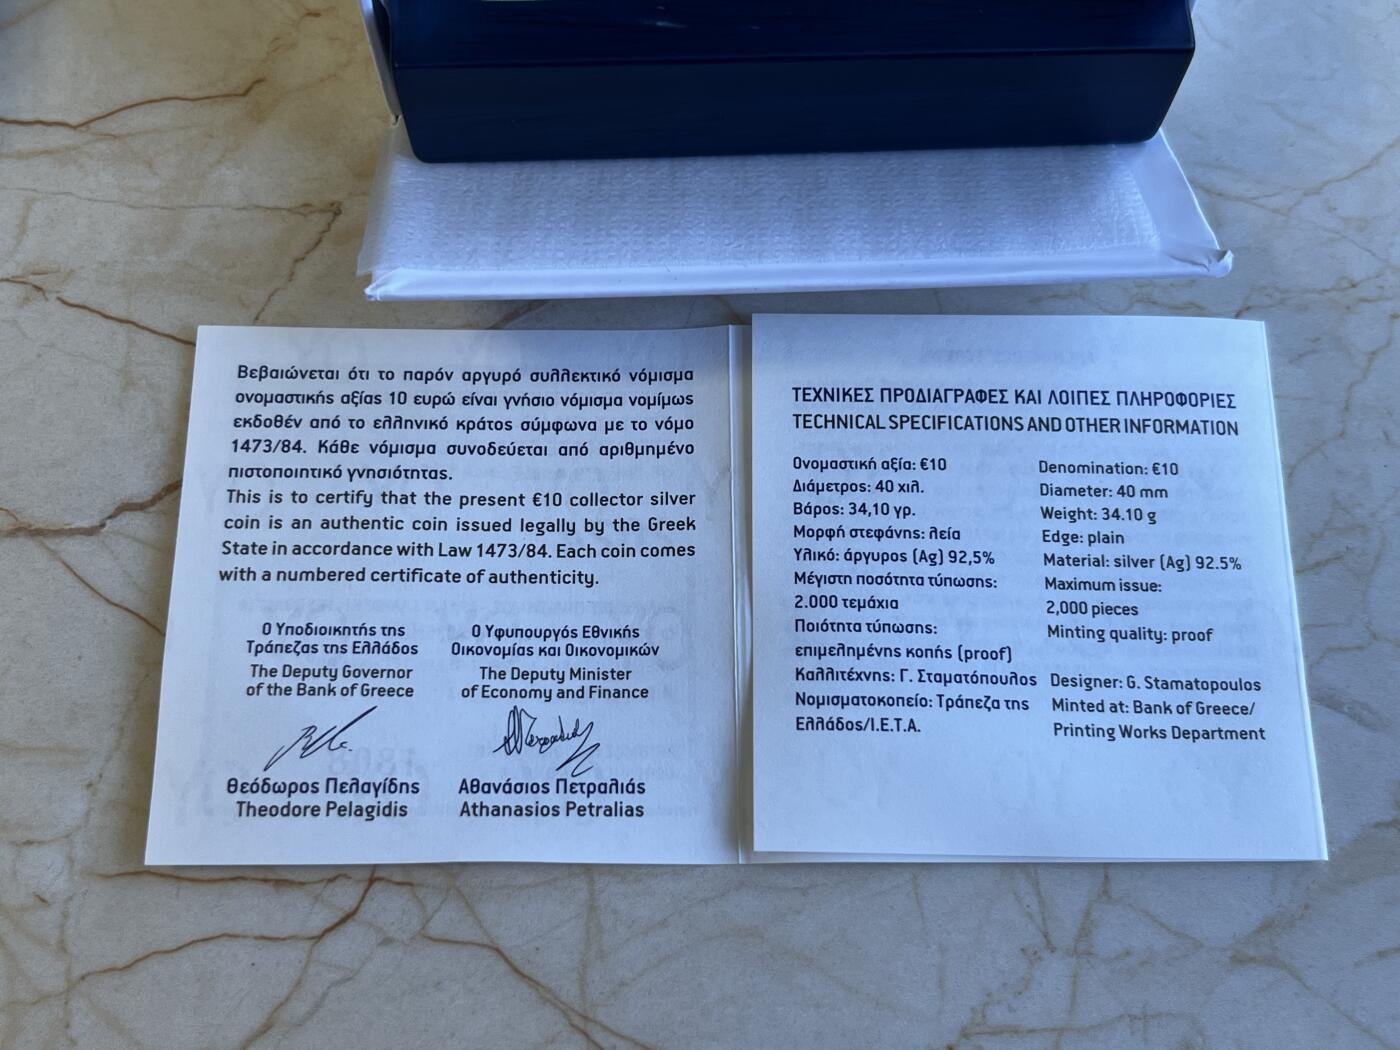 Βεβαιώνεται ότι το παρόν αργυρό συλλεκτικό νόμισμα
ονομαστικής αξίας 10 ευρώ είναι γνήσιο νόμισμα νομίμως
εκδοθέν από το ελληνικό κράτος σύμφωνα με το νόμο
1473/84. Κάθε νόμισμα συνοδεύεται από αριθμημένο
πιστοποιητικό γνησιότητας.
This is to certify that the present €10 collector silver
coin is an authentic coin issued legally by the Greek
State in accordance with Law 1473/84. Each coin comes
with a numbered certificate of authenticity.
Ο Υποδιοικητής της
Τράπεζας της Ελλάδος
The Deputy Governor
of the Bank of Greece
Θεόδωρος Πελαγίδης
Theodore Pelagidis
Ο Υφυπουργός Εθνικής
Οικονομίας και Οικονομικών
The Deputy Minister
of Economy and Finance
Αθανάσιος Πετραλιάς
Athanasios Petralias
ΤΕΧΝΙΚΕΣ ΠΡΟΔΙΑΓΡΑΦΕΣ ΚΑΙ ΛΟΙΠΕΣ ΠΛΗΡΟΦΟΡΙΕΣ
TECHNICAL SPECIFICATIONS AND OTHER INFORMATION
Ονομαστική αξία: €10
Διάμετρος: 40 χιλ.
Βάρος: 34,10 γρ.
Μορφή στεφάνης: λεία
Υλικό: άργυρος (Ag) 92,5%
Μέγιστη ποσότητα τύπωσης:
2.000 τεμάχια
Ποιότητα τύπωσης:
επιμελημένης κοπής (proof)
Καλλιτέχνης: Γ. Σταματόπουλος
Νομισματοκοπείο: Τράπεζα της
Ελλάδος/Ι.Ε.Τ.Α.
Denomination: €10
Diameter: 40 mm
Weight: 34.10 g
Edge: plain
Material: silver (Ag) 92.5%
Maximum issue:
2,000 pieces
Minting quality: proof
Designer: G. Stamatopoulos
Minted at: Bank of Greece/
Printing Works Department